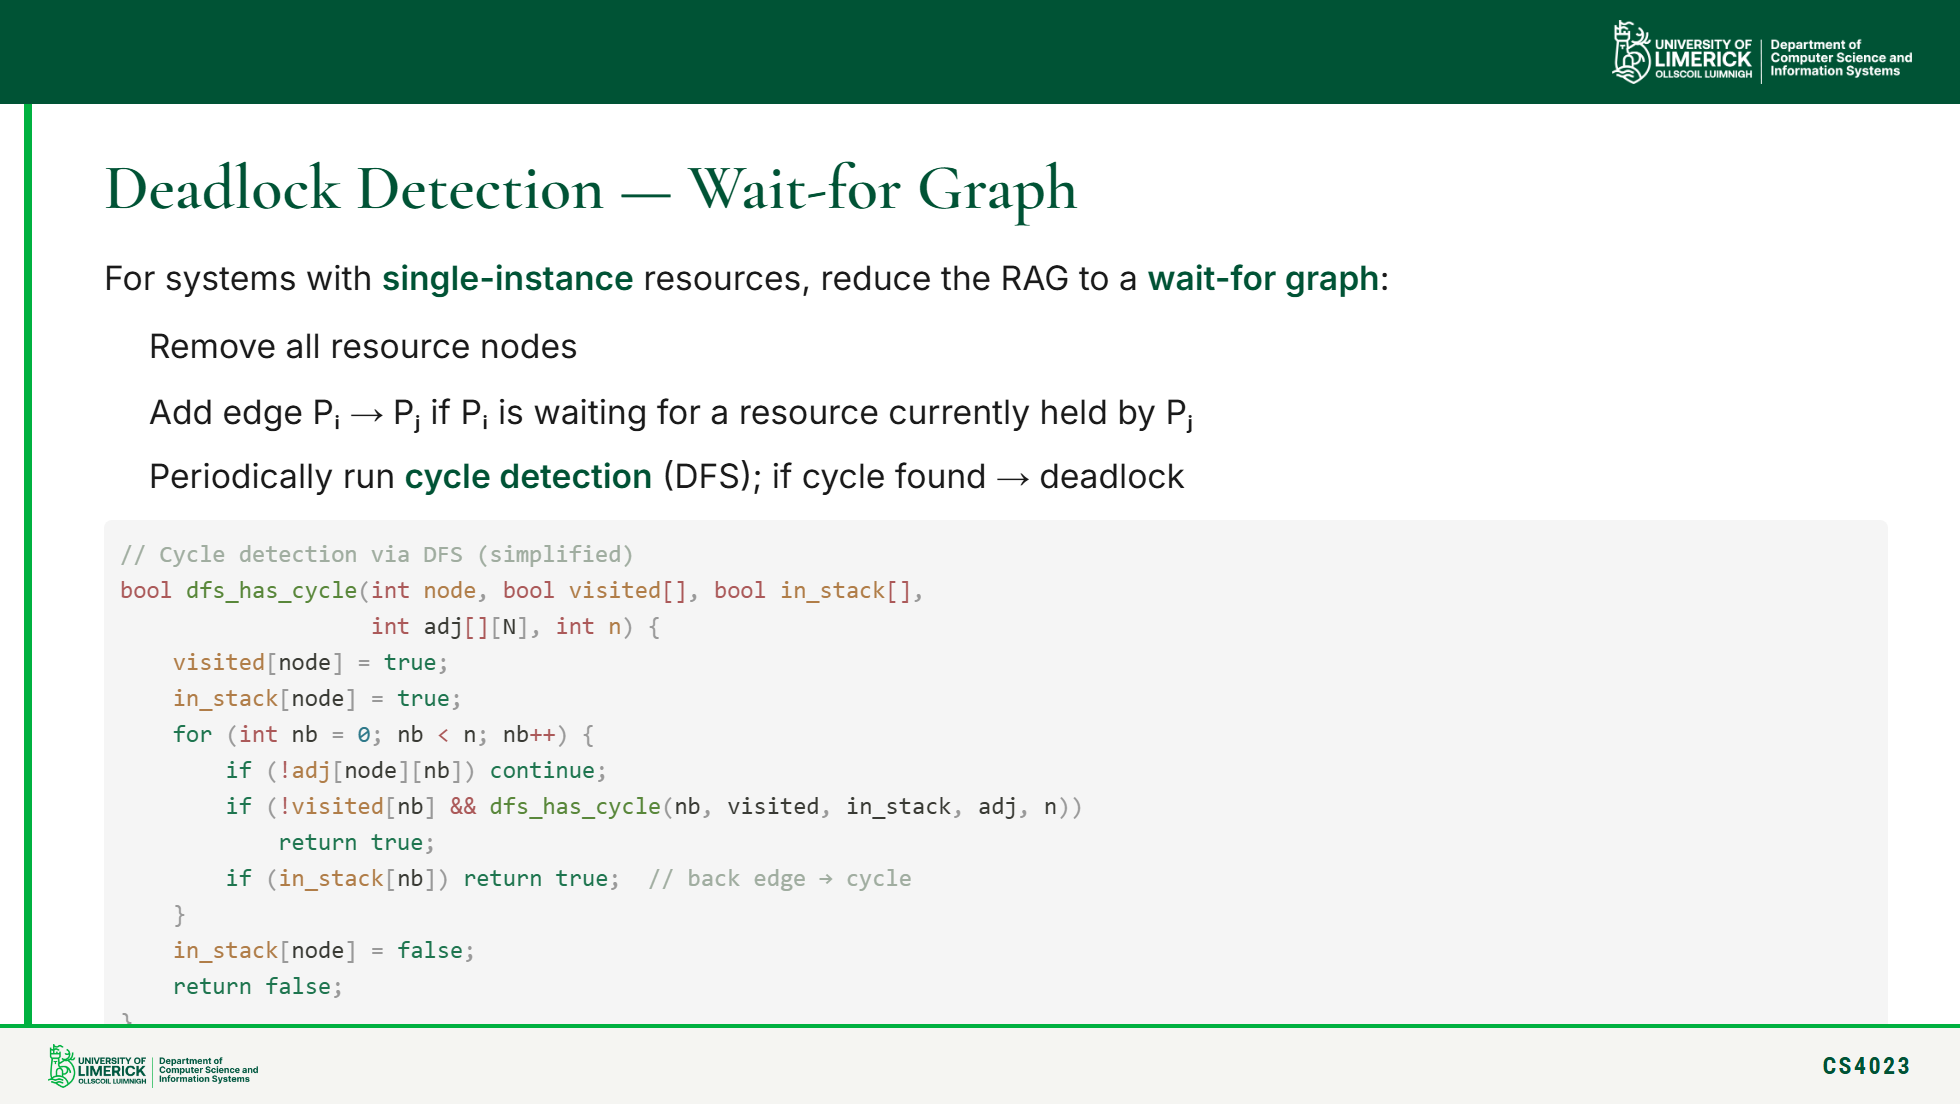 UNIVERSITY OF
LIMERICK
OLLSCOIL LUIMNIGH
Department of
Computer Science and
Information Systems
Deadlock Detection — Wait-for Graph
For systems with single-instance resources, reduce the RAG to a wait-for graph:
Remove all resource nodes
Add edge Pᵢ → Pⱼ if Pᵢ is waiting for a resource currently held by Pⱼ
Periodically run cycle detection (DFS); if cycle found → deadlock
// Cycle detection via DFS (simplified)
bool dfs_has_cycle(int node, bool visited[], bool in_stack[],
                   int adj[][N], int n) {
    visited[node] = true;
    in_stack[node] = true;
    for (int nb = 0; nb < n; nb++) {
        if (!adj[node][nb]) continue;
        if (!visited[nb] && dfs_has_cycle(nb, visited, in_stack, adj, n))
            return true;
        if (in_stack[nb]) return true;  // back edge → cycle
    }
    in_stack[node] = false;
    return false;
}
UNIVERSITY OF
LIMERICK
OLLSCOIL LUIMNIGH
Department of
Computer Science and
Information Systems
CS4023